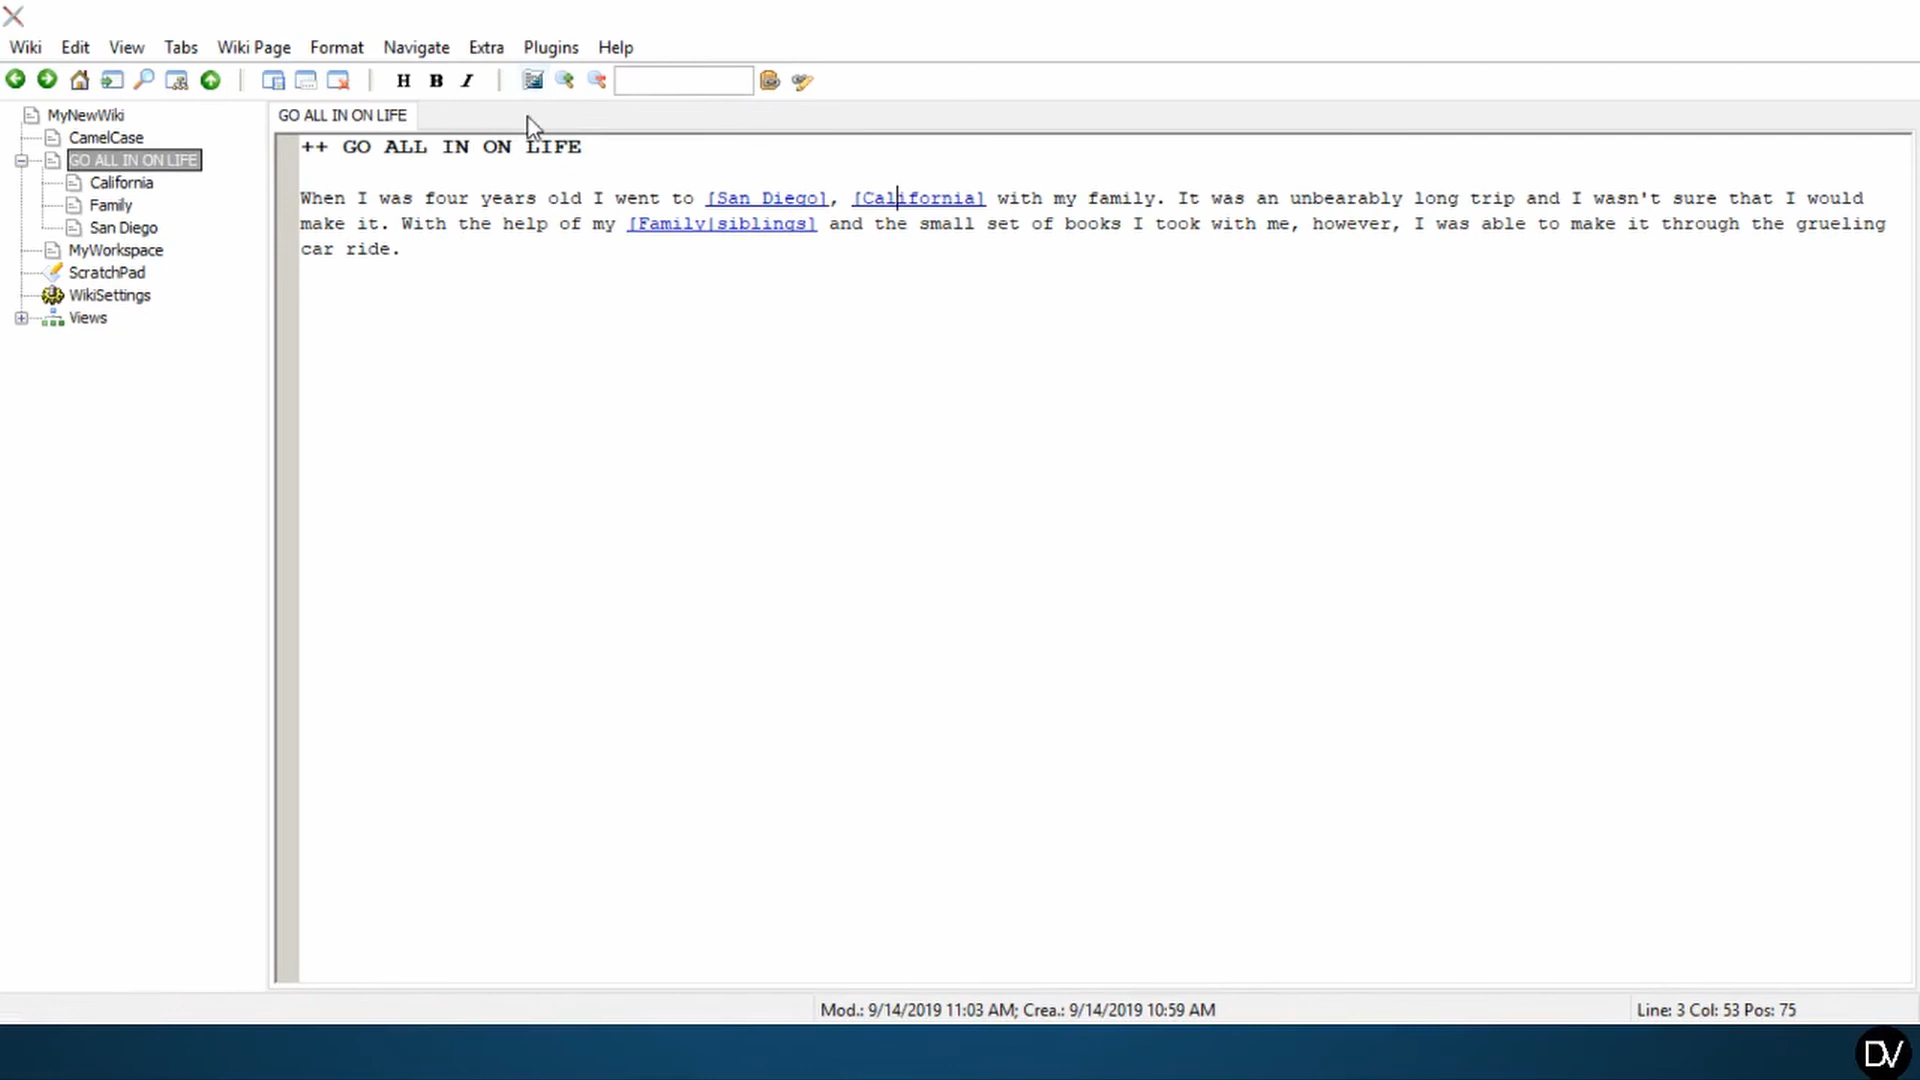 Wiki Edit View Tabs Wiki Page Format Navigate Extra Plugins Help
H B I
MyNewWiki
CamelCase
GO ALL IN ON LIFE
California
Family
San Diego
MyWorkspace
ScratchPad
WikiSettings
Views
GO ALL IN ON LIFE
++ GO ALL IN ON LIFE
When I was four years old I went to [San Diego], [California] with my family. It was an unbearably long trip and I wasn't sure that I would
make it. With the help of my [Family|siblings] and the small set of books I took with me, however, I was able to make it through the grueling
car ride.
Mod.: 9/14/2019 11:03 AM; Crea.: 9/14/2019 10:59 AM
Line: 3 Col: 53 Pos: 75
DV